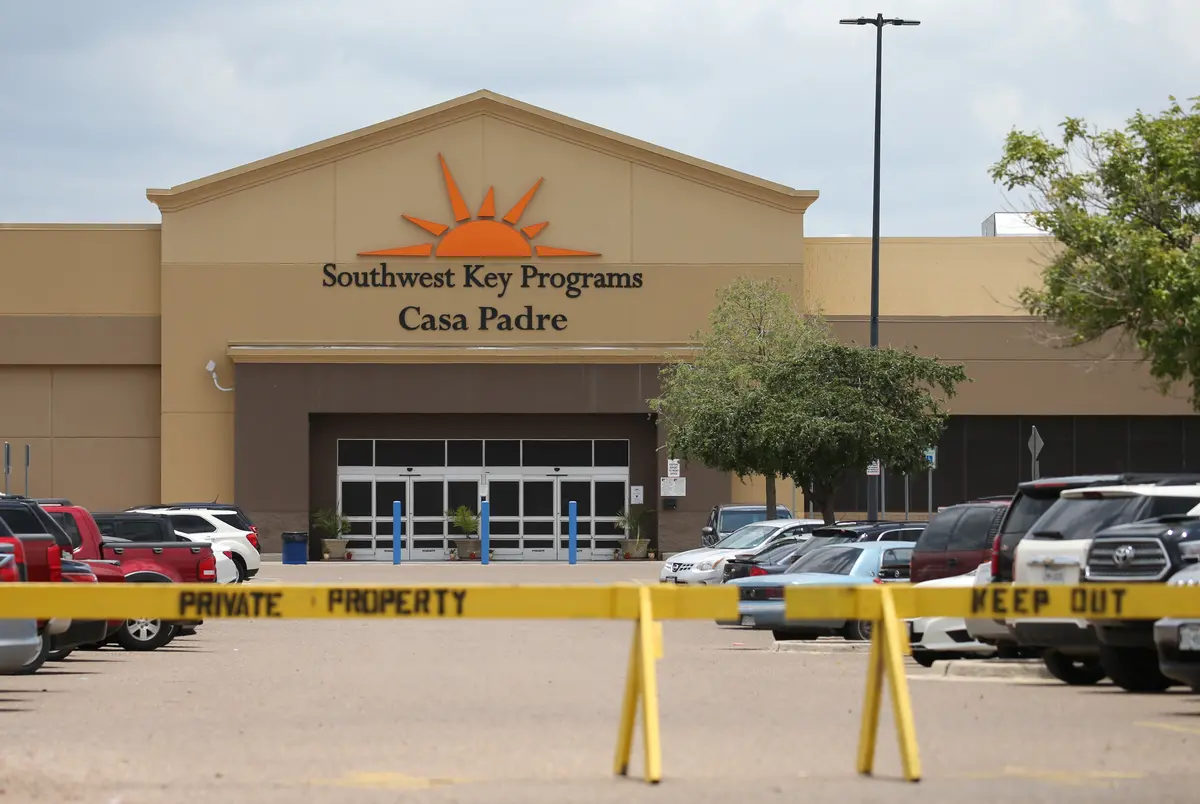 Southwest Key Programs
Casa Padre
PRIVATE PROPERTY
KEEP OUT